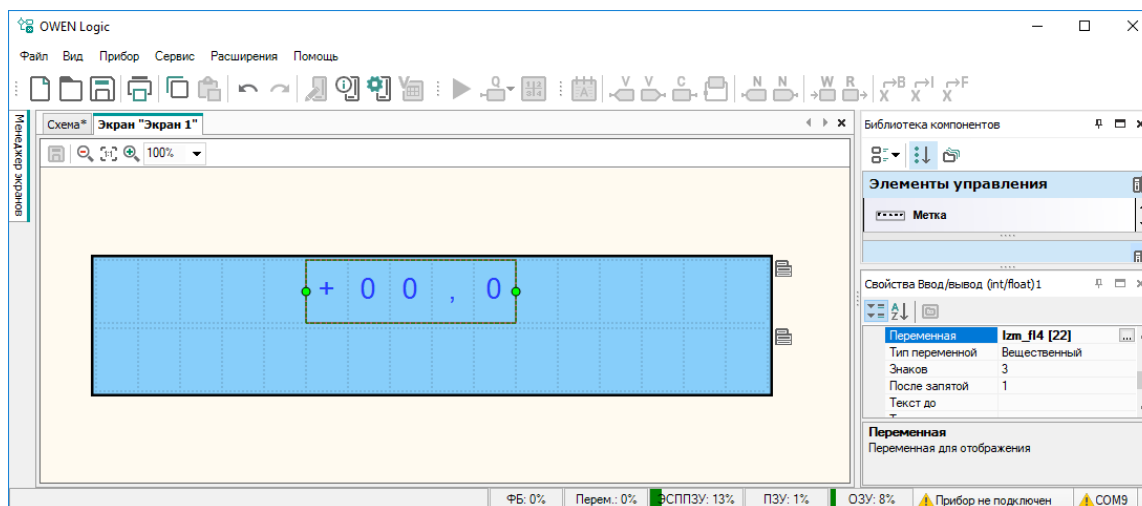 OWEN Logic
Файл Вид Прибор Сервис Расширения Помощь
Менеджер экранов
Схема* Экран "Экран 1"
100%
+ 0 0 , 0
Библиотека компонентов
Элементы управления
Метка
Свойства Ввод/вывод (int/float)1
Переменная Izm_fl4 [22] ...
Тип переменной Вещественный
Знаков 3
После запятой 1
Текст до
Переменная
Переменная для отображения
ФБ: 0% Перем.: 0% ЭСППЗУ: 13% ПЗУ: 1% ОЗУ: 8% Прибор не подключен COM9